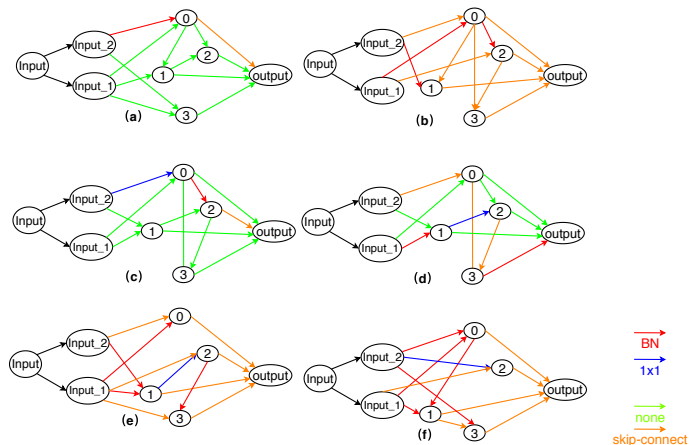 0
Input_2
2
Input
1
output
Input_1
3
(a)
0
Input_2
2
Input
1
output
Input_1
3
(b)
0
Input_2
2
Input
1
output
Input_1
3
(c)
0
Input_2
2
Input
1
output
Input_1
3
(d)
0
Input_2
2
Input
1
output
Input_1
3
(e)
0
Input_2
2
Input
1
output
Input_1
3
(f)
BN
1x1
none
skip-connect